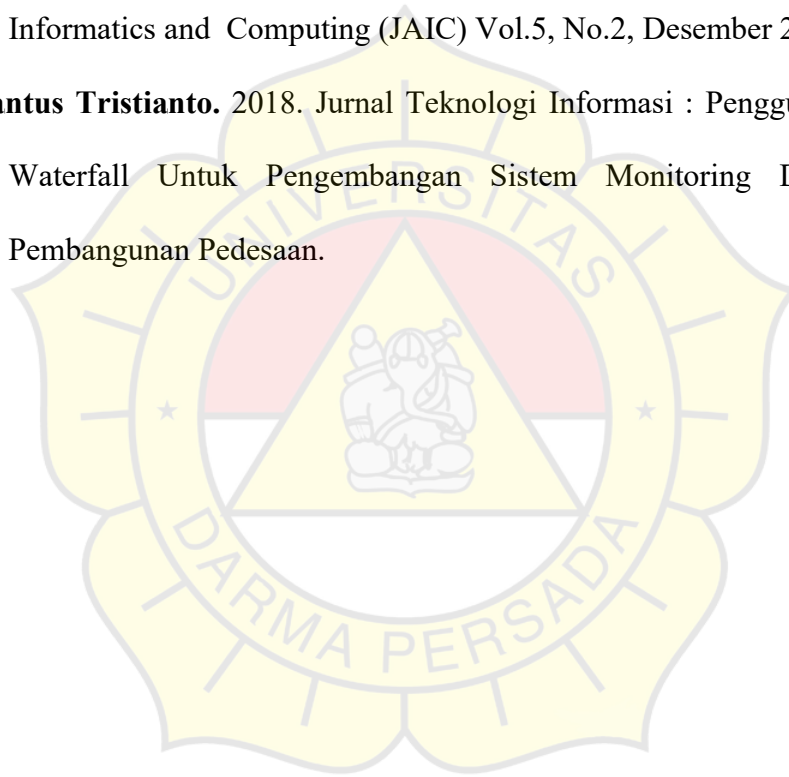 Informatics and Computing (JAIC) Vol.5, No.2, Desember 2
antus Tristianto. 2018. Jurnal Teknologi Informasi : Penggu
Waterfall Untuk Pengembangan Sistem Monitoring D
Pembangunan Pedesaan.
UNIVERSITAS
DARMA PERSADA